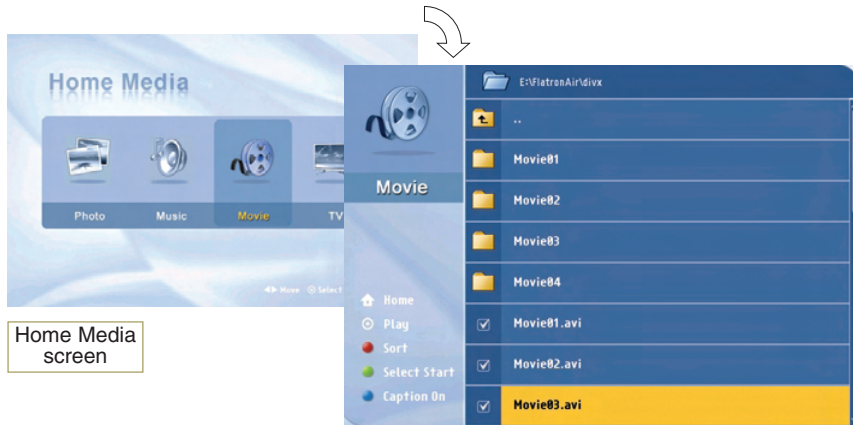 Home Media
Photo
Music
Movie
TV
Move
Select
Home Media
screen
Movie
Home
Play
Sort
Select Start
Caption On
E:\FlatronAir\divx
..
Movie01
Movie02
Movie03
Movie04
Movie01.avi
Movie02.avi
Movie03.avi